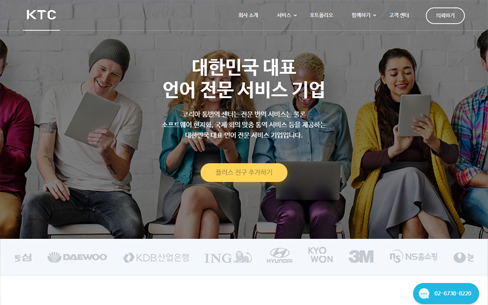 KTC
회사 소개 서비스 포트폴리오 함께하기 고객 센터 의뢰하기
대한민국 대표
언어 전문 서비스 기업
코리아 통번역 센터는 전문 번역 서비스는 물론
소프트웨어 현지화, 국제 회의 맞춤 통역 서비스 등을 제공하는
대한민국 대표 언어 전문 서비스 기업입니다.
플러스 친구 추가하기
농심 DAEWOO KDB산업은행 ING HYUNDAI KYOWON 3M NS홈쇼핑
02-6738-0220